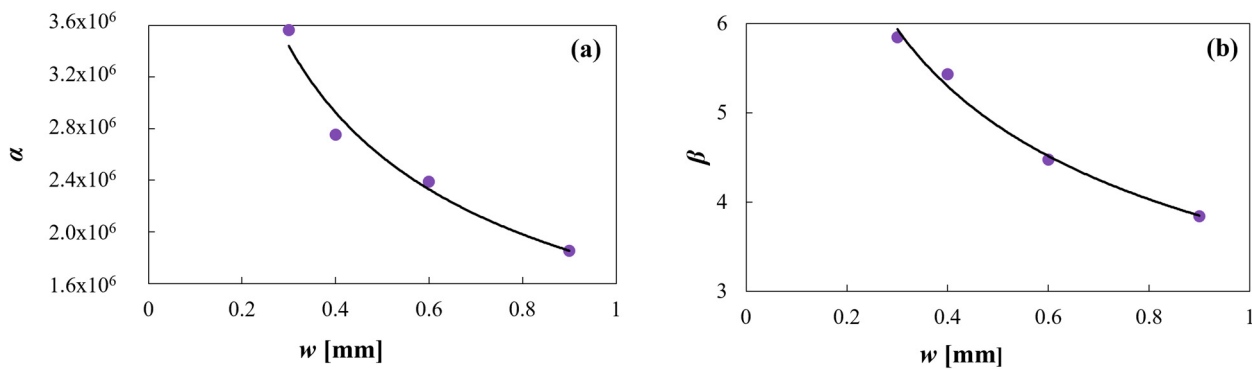 3.6x10⁶
3.2x10⁶
2.8x10⁶
2.4x10⁶
2.0x10⁶
1.6x10⁶
α
(a)
0 0.2 0.4 0.6 0.8 1
w [mm]
6
5
4
3
β
(b)
0 0.2 0.4 0.6 0.8 1
w [mm]